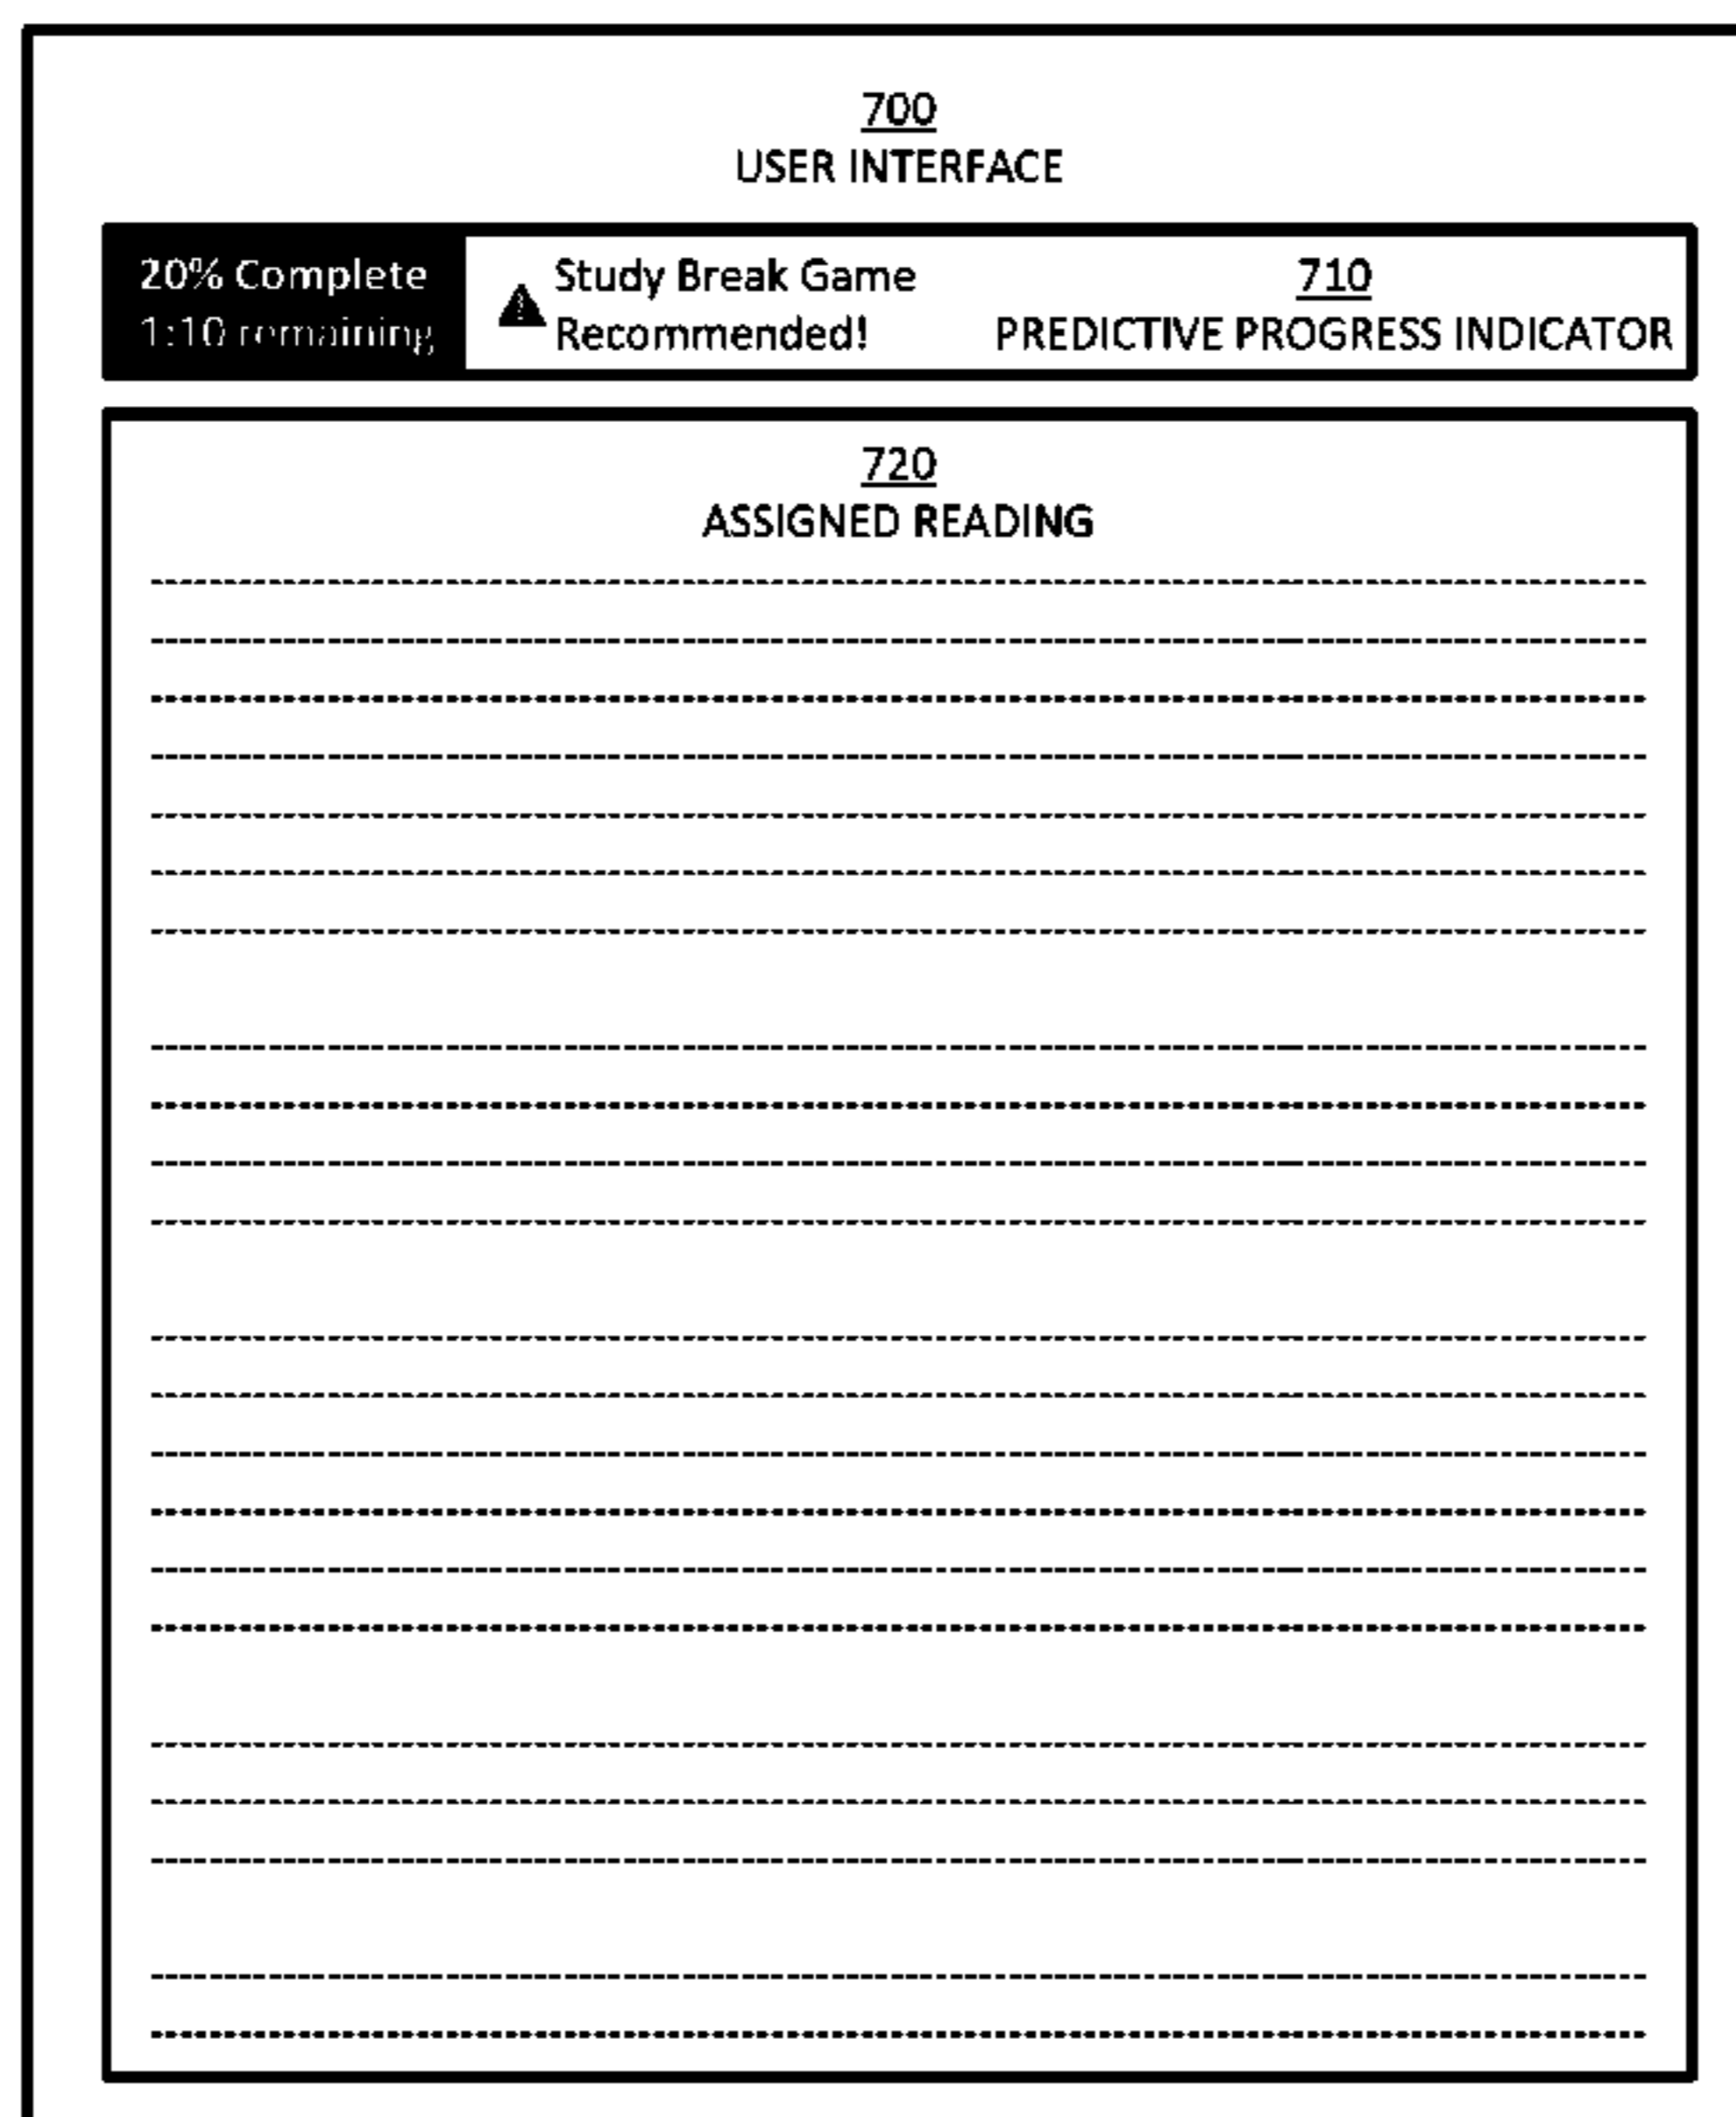 700
USER INTERFACE
20% Complete
1:10 remaining
Study Break Game
Recommended!
710
PREDICTIVE PROGRESS INDICATOR
720
ASSIGNED READING